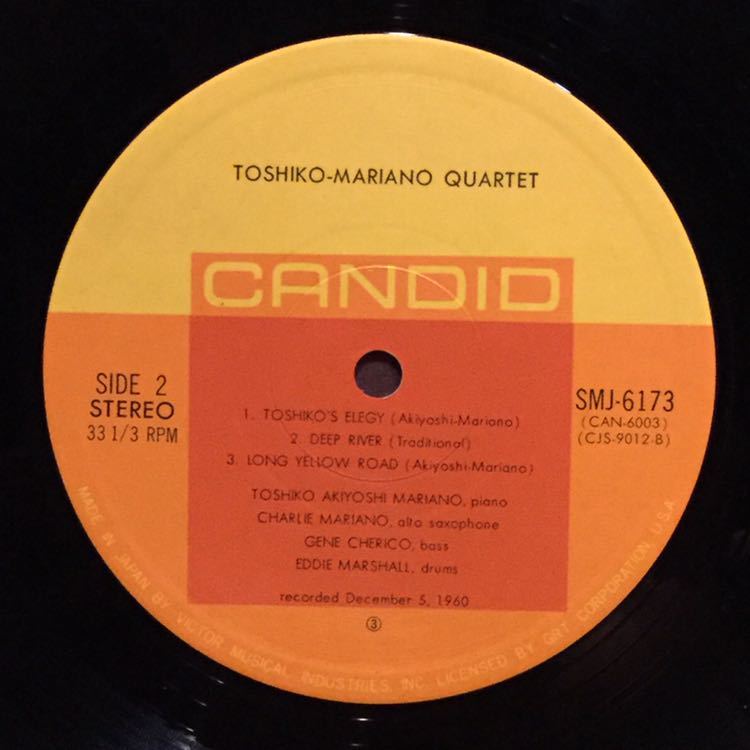 TOSHIKO-MARIANO QUARTET
CANDID
SIDE 2
STEREO
33 1/3 RPM
SMJ-6173
(CAN-6003)
(CJS-9012-B)
1. TOSHIKO'S ELEGY (Akiyoshi-Mariano)
2. DEEP RIVER (Traditional)
3. LONG YELLOW ROAD (Akiyoshi-Mariano)
TOSHIKO AKIYOSHI MARIANO, piano
CHARLIE MARIANO, alto saxophone
GENE CHERICO, bass
EDDIE MARSHALL, drums
recorded December 5, 1960
③
MADE IN JAPAN BY VICTOR MUSICAL INDUSTRIES, INC. LICENSED BY GRT CORPORATION, U.S.A.